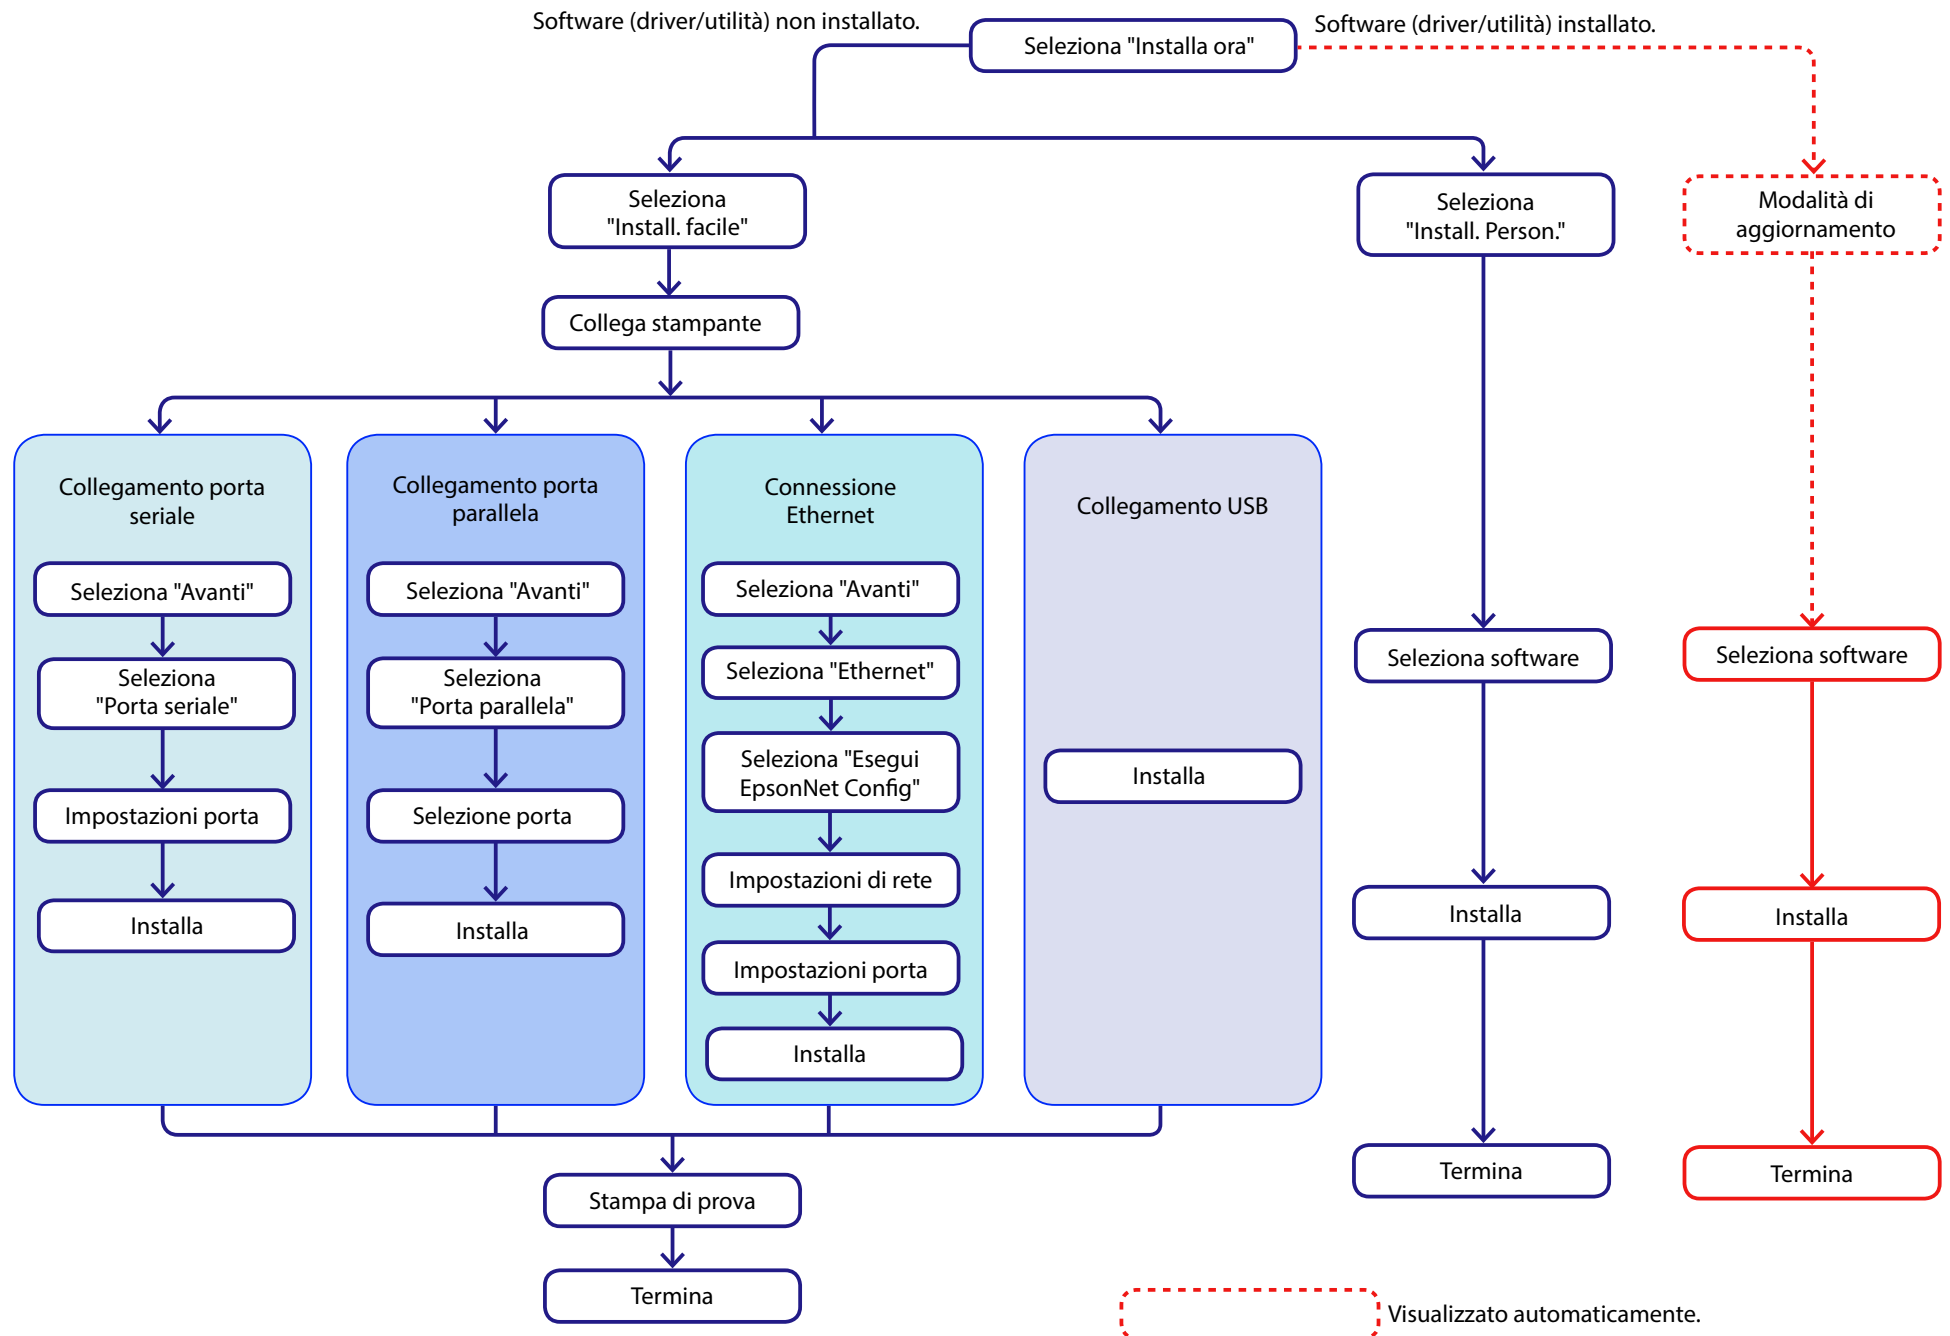 Software (driver/utilità) non installato.
Seleziona "Installa ora"
Software (driver/utilità) installato.
Seleziona
"Install. facile"
Seleziona
"Install. Person."
Modalità di
aggiornamento
Collega stampante
Collegamento porta
seriale
Seleziona "Avanti"
Seleziona
"Porta seriale"
Impostazioni porta
Installa
Collegamento porta
parallela
Seleziona "Avanti"
Seleziona
"Porta parallela"
Selezione porta
Installa
Connessione
Ethernet
Seleziona "Avanti"
Seleziona "Ethernet"
Seleziona "Esegui
EpsonNet Config"
Impostazioni di rete
Impostazioni porta
Installa
Collegamento USB
Installa
Seleziona software
Installa
Termina
Seleziona software
Installa
Termina
Stampa di prova
Termina
Visualizzato automaticamente.